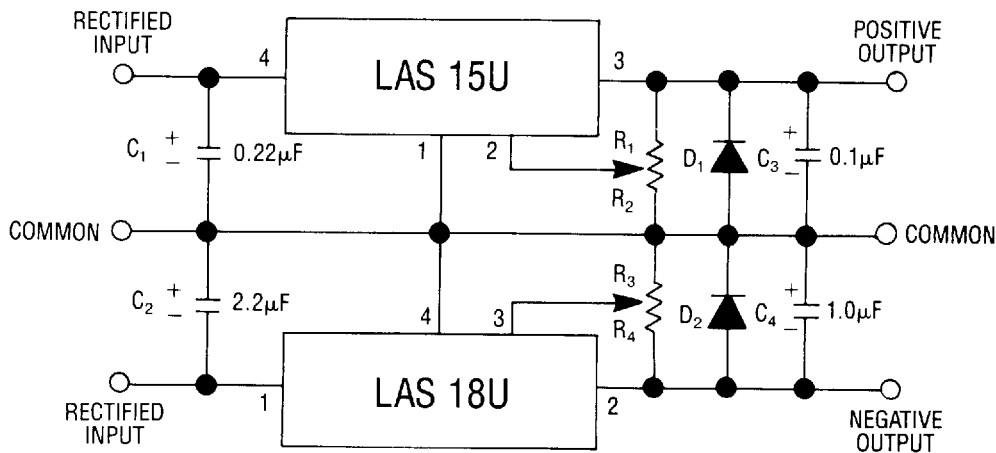 RECTIFIED
INPUT
4
LAS 15U
3
POSITIVE
OUTPUT
C1
+
−
0.22μF
1
2
R1
R2
D1
C3
+
−
0.1μF
COMMON
COMMON
C2
+
−
2.2μF
4
3
R3
R4
D2
C4
+
−
1.0μF
1
LAS 18U
2
RECTIFIED
INPUT
NEGATIVE
OUTPUT